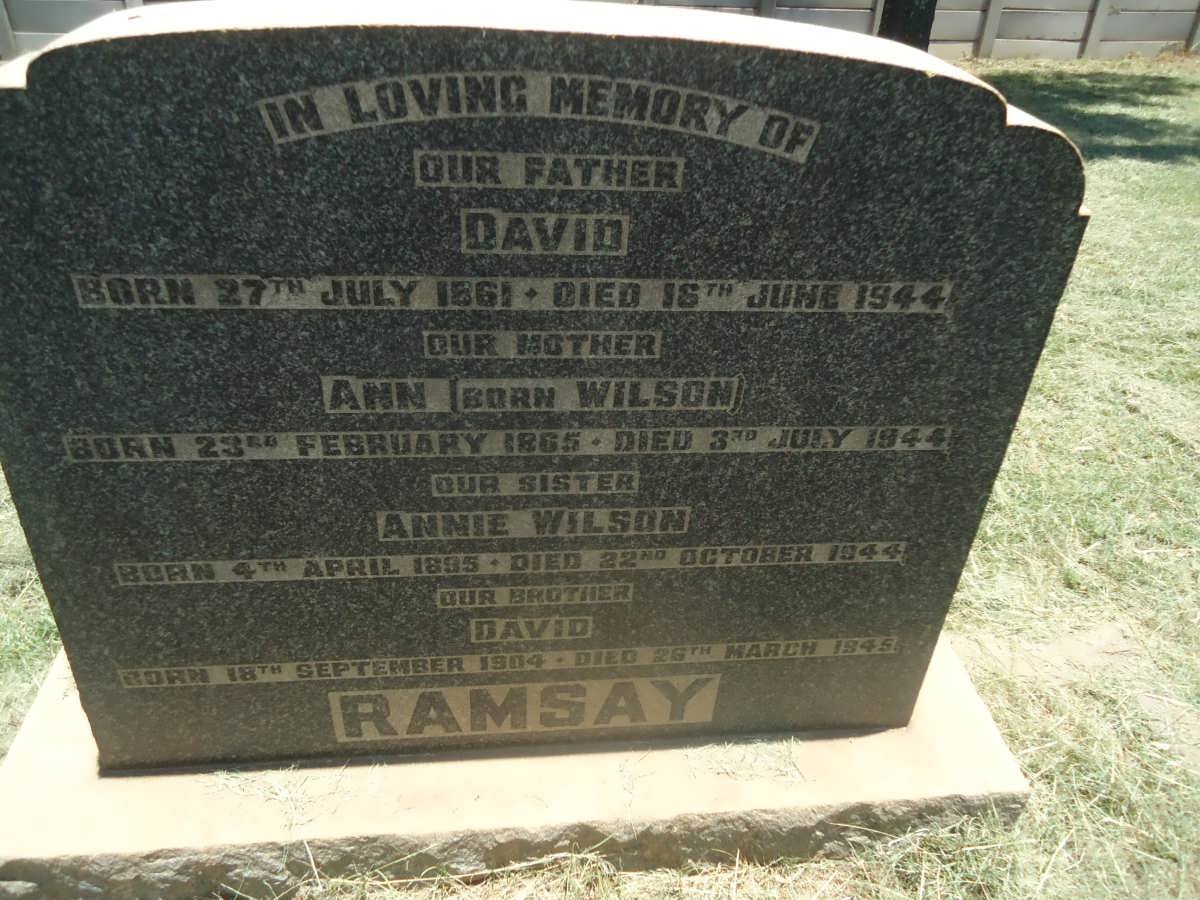 IN LOVING MEMORY OF
OUR FATHER
DAVID
BORN 27TH JULY 1861 · DIED 16TH JUNE 1944
OUR MOTHER
ANN (BORN WILSON)
BORN 23RD FEBRUARY 1865 · DIED 3RD JULY 1944
OUR SISTER
ANNIE WILSON
BORN 4TH APRIL 1895 · DIED 22ND OCTOBER 1944
OUR BROTHER
DAVID
BORN 18TH SEPTEMBER 1904 · DIED 26TH MARCH 1945
RAMSAY